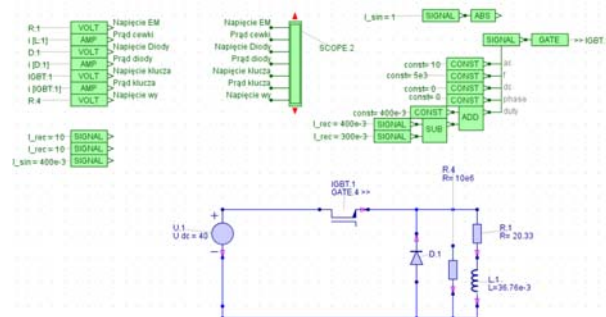 R.1 VOLT Napięcie EM
i [L.1] AMP Prąd cewki
D.1 VOLT Napięcie Diody
i [D.1] AMP Prąd diody
IGBT.1 VOLT Napięcie klucza
i [IGBT.1] AMP Prąd klucza
R.4 VOLT Napięcie wy
I_rec = 10 SIGNAL
I_rec = 10 SIGNAL
I_sin = 400e-3 SIGNAL
Napięcie EM
Prąd cewki
Napięcie Diody
Prąd diody
Napięcie klucza
Prąd klucza
Napięcie wy
SCOPE.2
I_sin = 1 SIGNAL ABS
SIGNAL GATE >> IGBT.1
const= 10 CONST ac
const= 5e3 CONST f
const= 0 CONST dc
const= 0 CONST phase
const= 400e-3 CONST ADD duty
I_rec = 400e-3 SIGNAL SUB
I_rec = 300e-3 SIGNAL
IGBT.1
GATE.4 >>
R.4
R= 10e6
U.1
U dc = 40
D.1
R.1
R= 20.33
L.1
L=36.76e-3